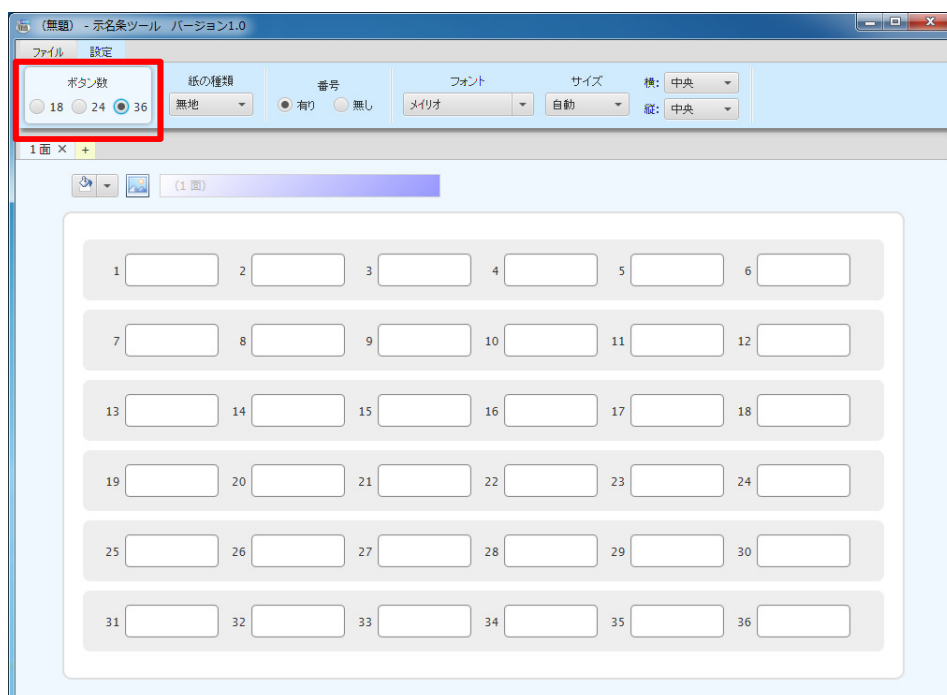 (無題) - 示名条ツール バージョン1.0
ファイル 設定
ボタン数 紙の種類 番号 フォント サイズ 横: 中央
18 24 36 無地 有り 無し メイリオ 自動 縦: 中央
1面 × +
(1面)
1 2 3 4 5 6
7 8 9 10 11 12
13 14 15 16 17 18
19 20 21 22 23 24
25 26 27 28 29 30
31 32 33 34 35 36